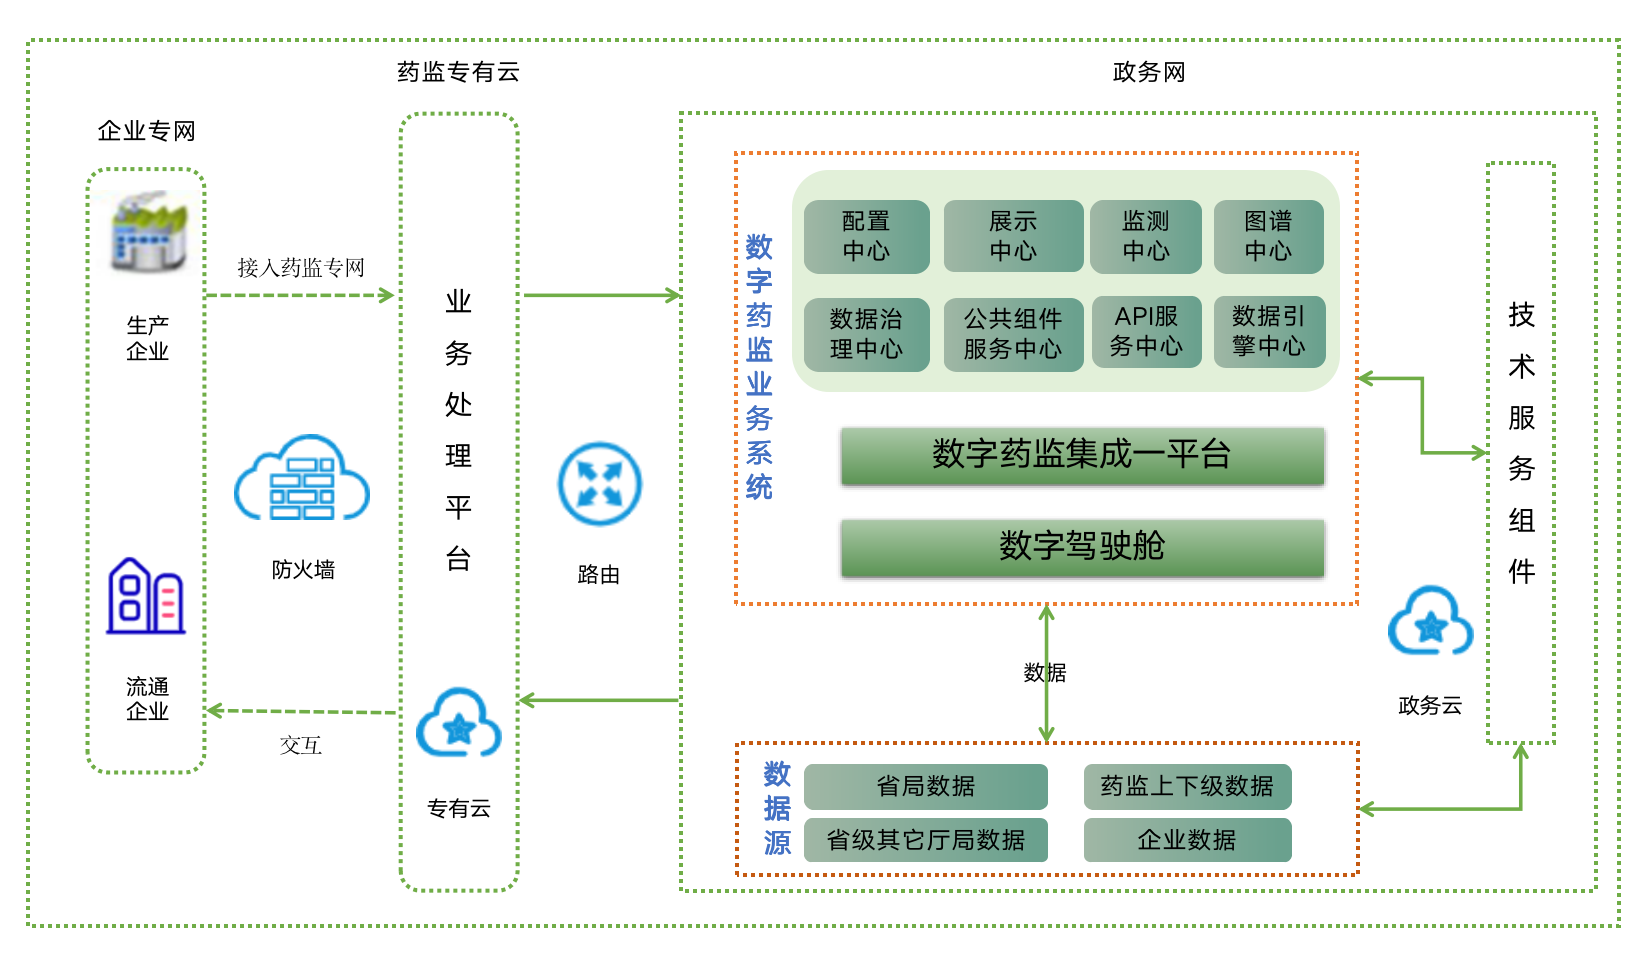 药监专有云
政务网
企业专网
接入药监专网
生产
企业
防火墙
流通
企业
交互
业
务
处
理
平
台
专有云
路由
数
字
药
监
业
务
系
统
配置
中心
展示
中心
监测
中心
图谱
中心
数据治
理中心
公共组件
服务中心
API服
务中心
数据引
擎中心
数字药监集成一平台
数字驾驶舱
数据
数
据
源
省局数据
药监上下级数据
省级其它厅局数据
企业数据
技
术
服
务
组
件
政务云